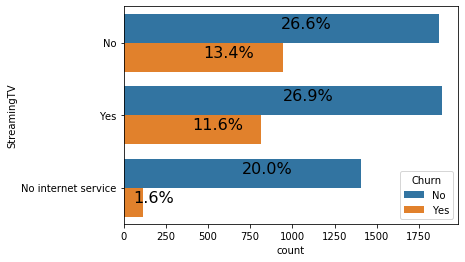 26.6%
No
13.4%
26.9%
Yes
11.6%
20.0%
No internet service
1.6%
StreamingTV
Churn
No
Yes
0 250 500 750 1000 1250 1500 1750
count